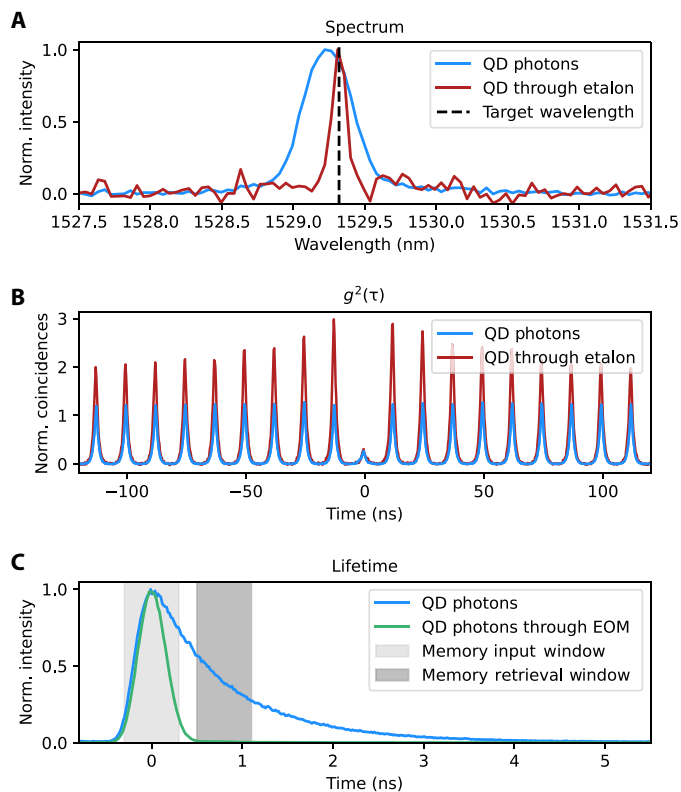 A
Spectrum
Norm. intensity
1.0
0.5
0.0
QD photons
QD through etalon
Target wavelength
1527.5 1528.0 1528.5 1529.0 1529.5 1530.0 1530.5 1531.0 1531.5
Wavelength (nm)
B
g²(τ)
Norm. coincidences
3
2
1
0
QD photons
QD through etalon
−100 −50 0 50 100
Time (ns)
C
Lifetime
Norm. intensity
1.0
0.5
0.0
QD photons
QD photons through EOM
Memory input window
Memory retrieval window
0 1 2 3 4 5
Time (ns)